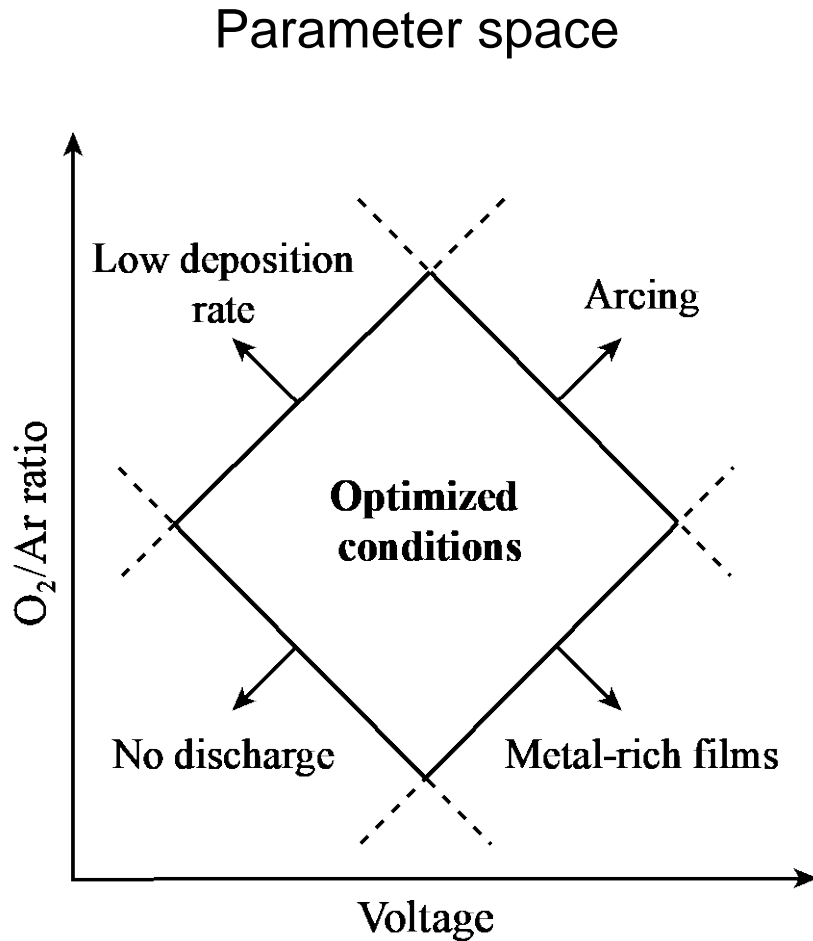 Parameter space
Low deposition
rate
Arcing
O₂/Ar ratio
Optimized
conditions
No discharge
Metal-rich films
Voltage